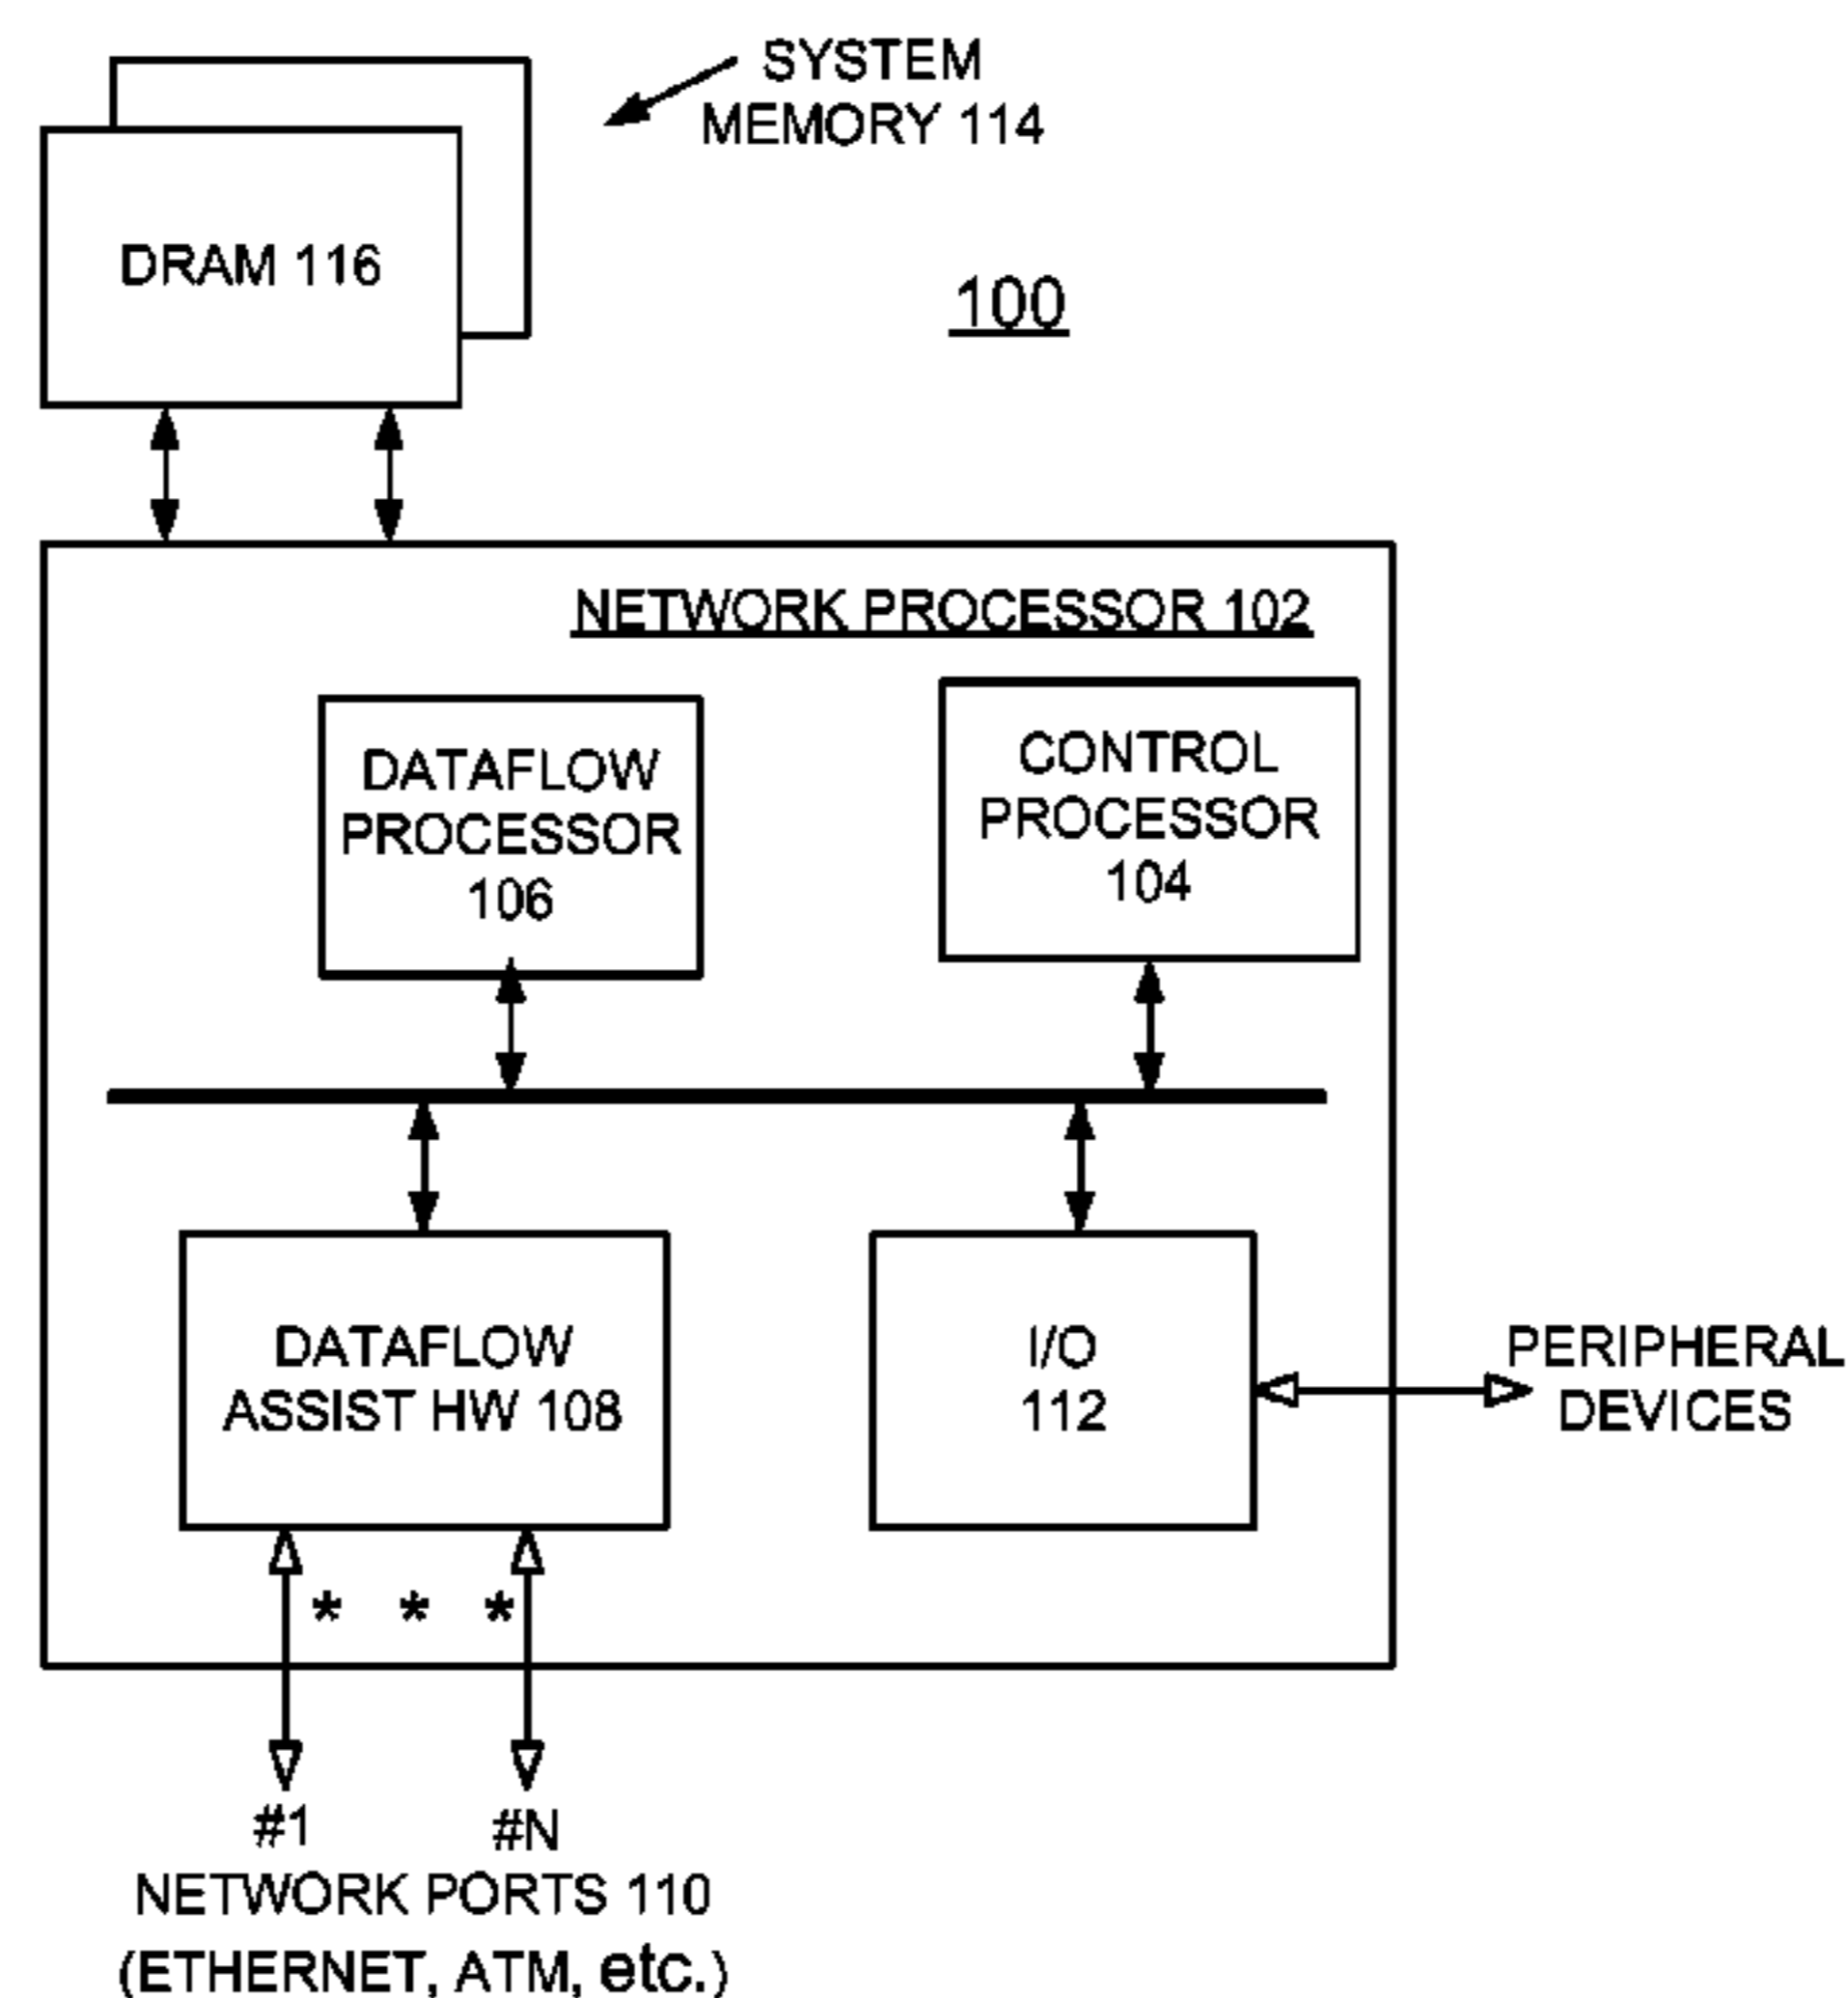 SYSTEM
MEMORY 114
DRAM 116
100
NETWORK PROCESSOR 102
DATAFLOW
PROCESSOR
106
CONTROL
PROCESSOR
104
DATAFLOW
ASSIST HW 108
I/O
112
PERIPHERAL
DEVICES
* * *
#1 #N
NETWORK PORTS 110
(ETHERNET, ATM, etc.)